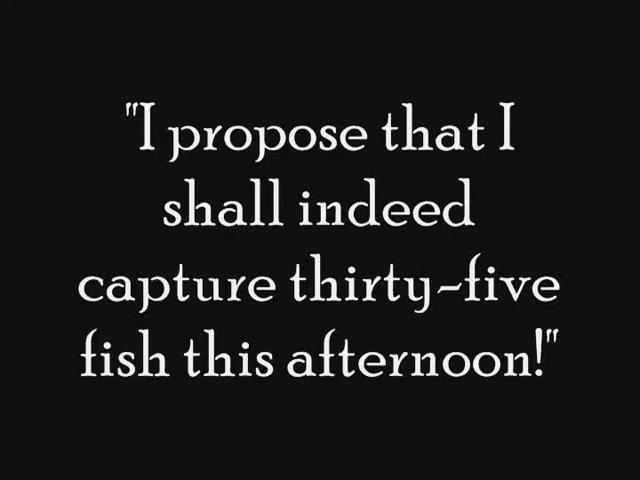 "I propose that I
shall indeed
capture thirty-five
fish this afternoon!"